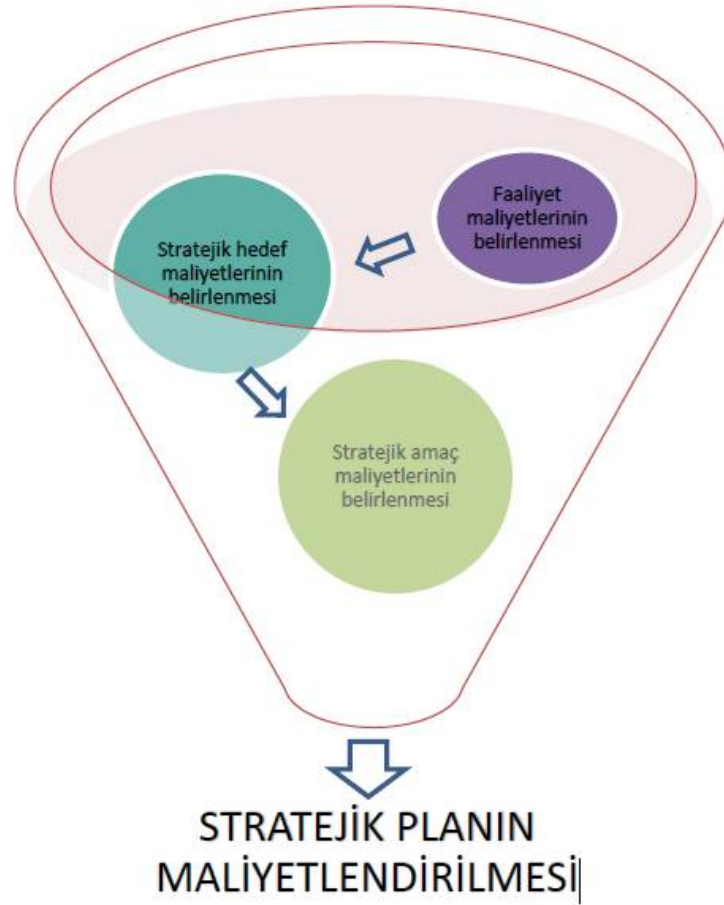 Faaliyet
maliyetlerinin
belirlenmesi
Stratejik hedef
maliyetlerinin
belirlenmesi
Stratejik amaç
maliyetlerinin
belirlenmesi
STRATEJİK PLANIN
MALİYETLENDİRİLMESİ